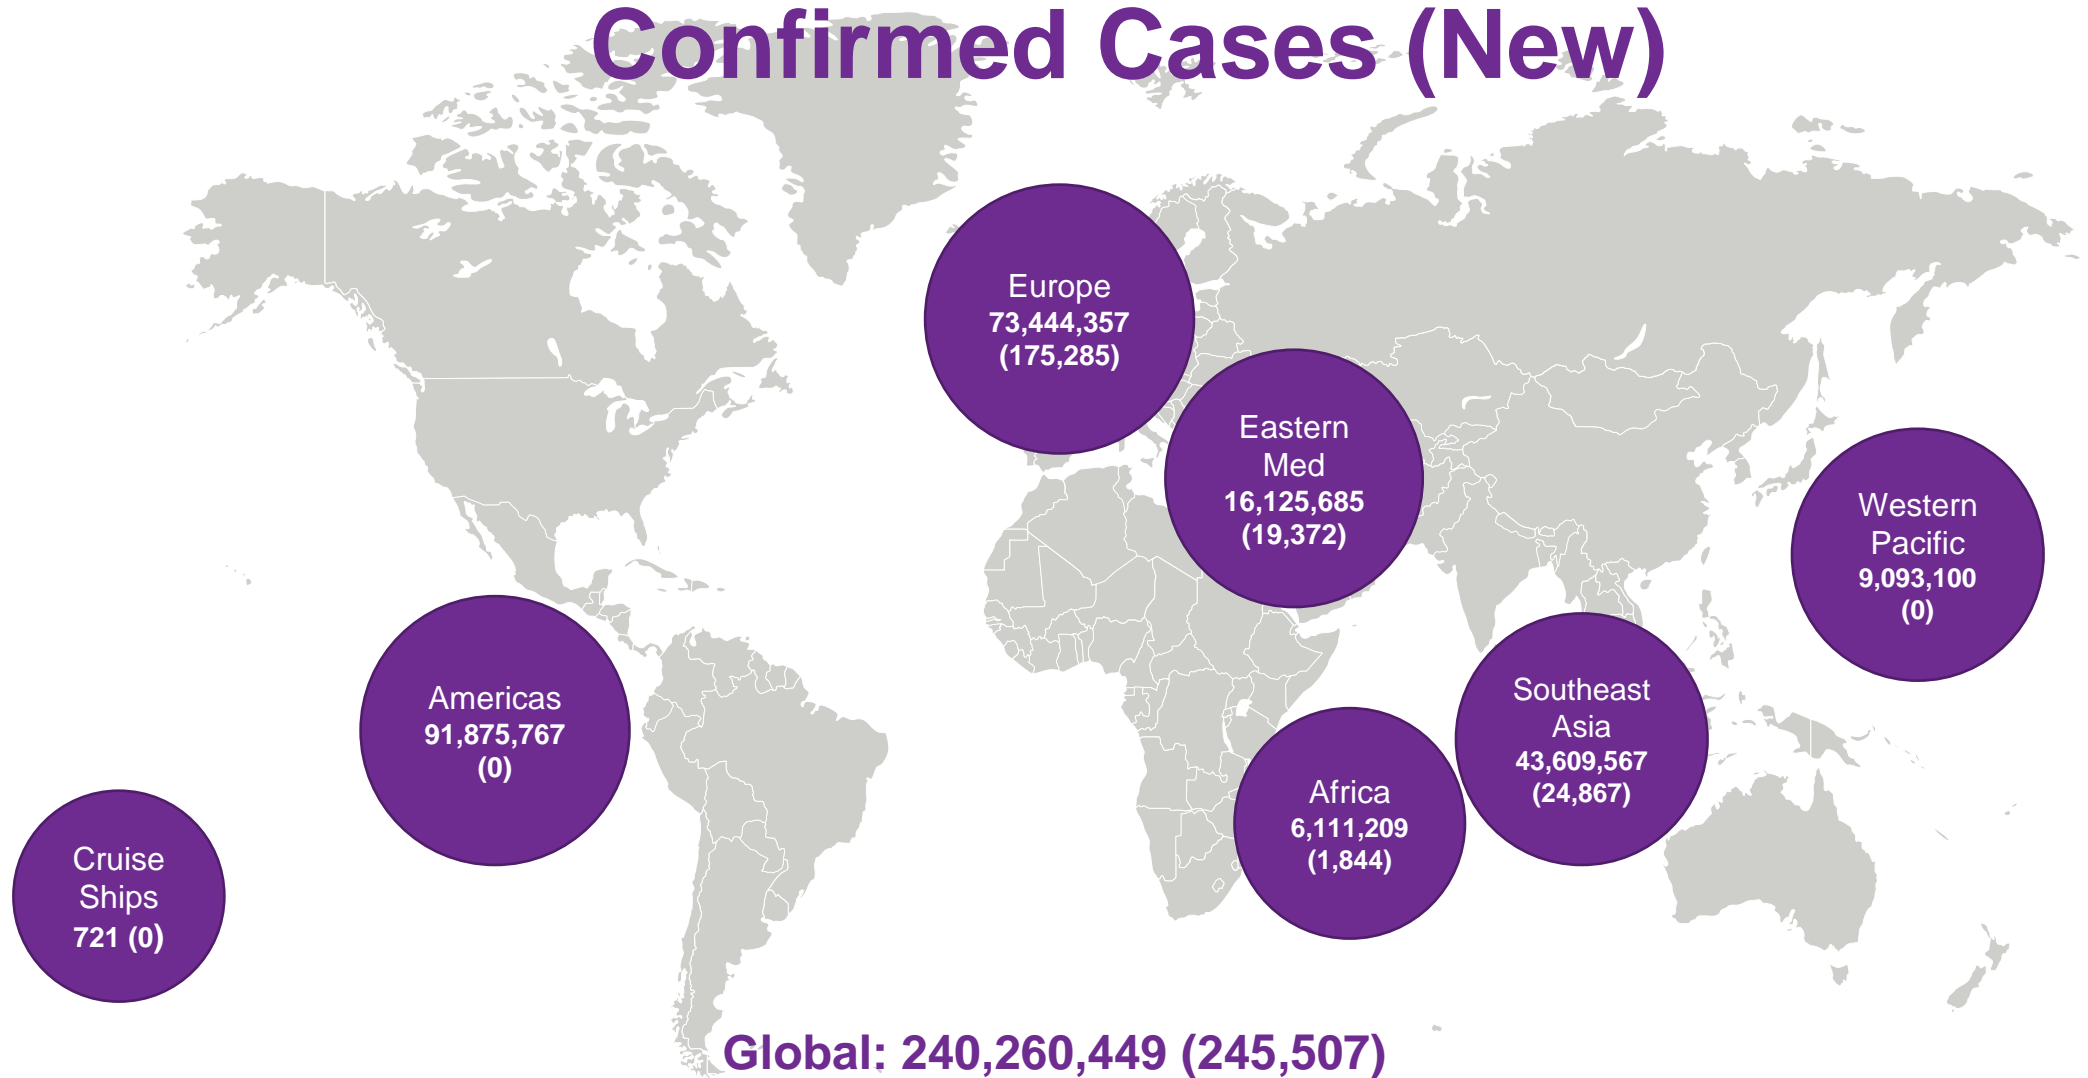 Confirmed Cases (New)
Europe
73,444,357
(175,285)
Eastern
Med
16,125,685
(19,372)
Western
Pacific
9,093,100
(0)
Americas
91,875,767
(0)
Southeast
Asia
43,609,567
(24,867)
Africa
6,111,209
(1,844)
Cruise
Ships
721 (0)
Global: 240,260,449 (245,507)